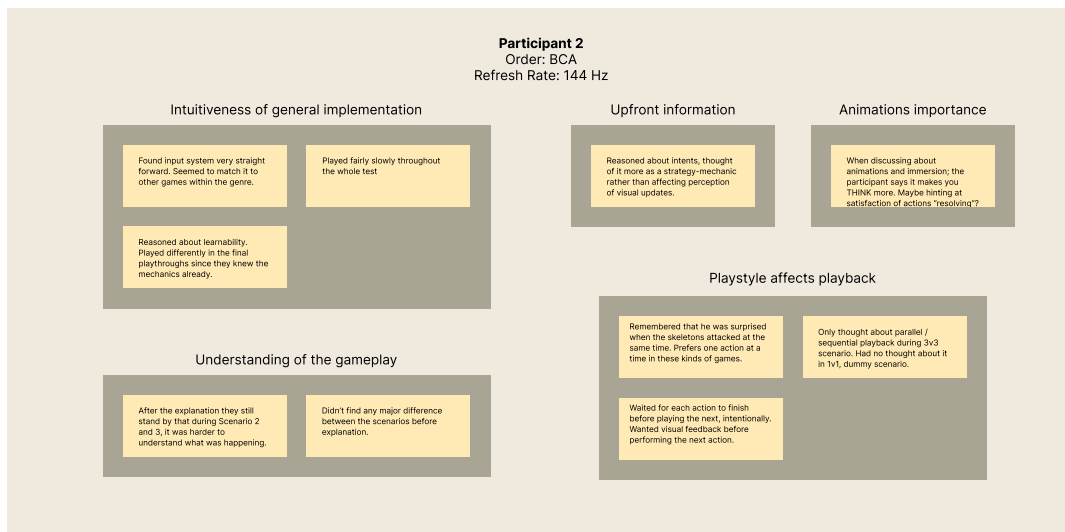 Participant 2
Order: BCA
Refresh Rate: 144 Hz
Intuitiveness of general implementation
Found input system very straight
forward. Seemed to match it to
other games within the genre.
Played fairly slowly throughout
the whole test
Reasoned about learnability.
Played differently in the final
playthroughs since they knew the
mechanics already.
Upfront information
Reasoned about intents, thought
of it more as a strategy-mechanic
rather than affecting perception
of visual updates.
Animations importance
When discussing about
animations and immersion; the
participant says it makes you
THINK more. Maybe hinting at
satisfaction of actions "resolving"?
Understanding of the gameplay
After the explanation they still
stand by that during Scenario 2
and 3, it was harder to
understand what was happening.
Didn't find any major difference
between the scenarios before
explanation.
Playstyle affects playback
Remembered that he was surprised
when the skeletons attacked at the
same time. Prefers one action at a
time in these kinds of games.
Only thought about parallel /
sequential playback during 3v3
scenario. Had no thought about it
in 1v1, dummy scenario.
Waited for each action to finish
before playing the next, intentionally.
Wanted visual feedback before
performing the next action.